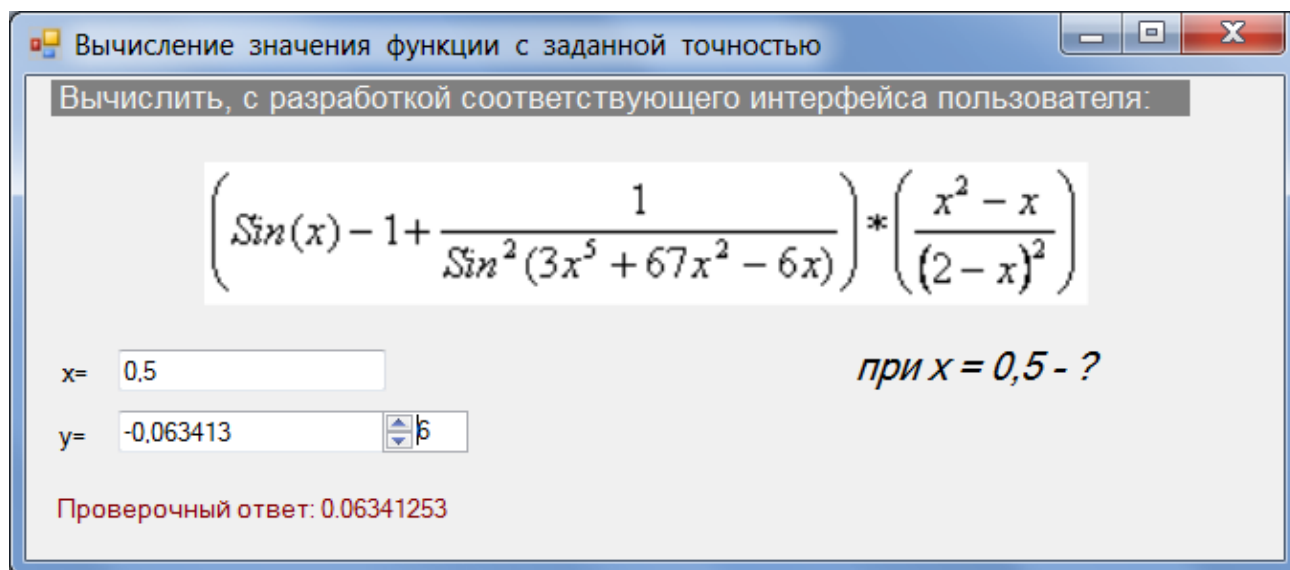 Вычисление значения функции с заданной точностью
Вычислить, с разработкой соответствующего интерфейса пользователя:
(Sin(x) − 1 + 1/(Sin²(3x⁵ + 67x² − 6x))) * ((x² − x)/((2 − x)²))
x= 0,5
при x = 0,5 - ?
y= -0,063413 6
Проверочный ответ: 0.06341253